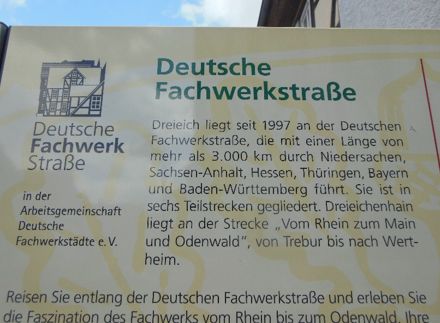 Deutsche
Fachwerkstraße
Deutsche
Fachwerk
Straße
in der
Arbeitsgemeinschaft
Deutsche
Fachwerkstädte e.V.
Dreieich liegt seit 1997 an der Deutschen
Fachwerkstraße, die mit einer Länge von
mehr als 3.000 km durch Niedersachen,
Sachsen-Anhalt, Hessen, Thüringen, Bayern
und Baden-Württemberg führt. Sie ist in
sechs Teilstrecken gegliedert. Dreieichenhain
liegt an der Strecke „Vom Rhein zum Main
und Odenwald", von Trebur bis nach Wert-
heim.
Reisen Sie entlang der Deutschen Fachwerkstraße und erleben Sie
die Faszination des Fachwerks vom Rhein bis zum Odenwald. Ihre